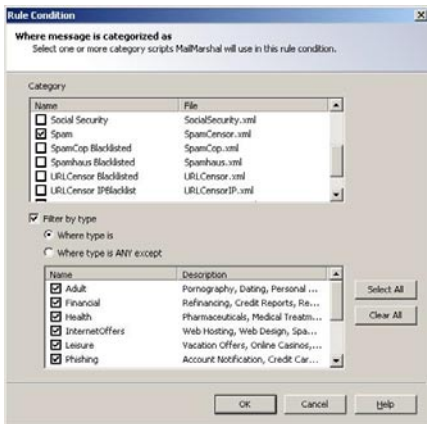 Rule Condition
Where message is categorized as
Select one or more category scripts MailMarshal will use in this rule condition.
Category
Name File
Social Security SocialSecurity.xml
Spam SpamCensor.xml
SpamCop Blacklisted SpamCop.xml
Spamhaus Blacklisted Spamhaus.xml
URLCensor Blacklisted URLCensor.xml
URLCensor IPBlacklist URLCensorIP.xml
Filter by type
Where type is
Where type is ANY except
Name Description
Adult Pornography, Dating, Personal ...
Financial Refinancing, Credit Reports, Re...
Health Pharmaceuticals, Medical Treatm...
InternetOffers Web Hosting, Web Design, Spa...
Leisure Vacation Offers, Online Casinos,...
Phishing Account Notification, Credit Car...
Select All
Clear All
OK Cancel Help